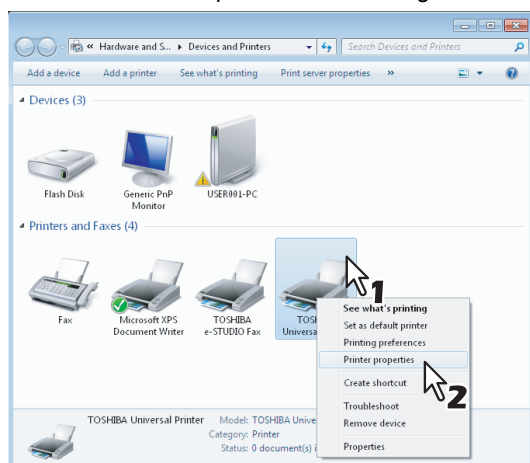 Hardware and S... Devices and Printers Search Devices and Printers
Add a device Add a printer See what's printing Print server properties »
Devices (3)
Flash Disk
Generic PnP
Monitor
USER001-PC
Printers and Faxes (4)
Fax
Microsoft XPS
Document Writer
TOSHIBA
e-STUDIO Fax
TOSH
Universa
1
See what's printing
Set as default printer
Printing preferences
Printer properties
2
Create shortcut
Troubleshoot
Remove device
Properties
TOSHIBA Universal Printer Model: TOSHIBA Unive
Category: Printer
Status: 0 document(s) i